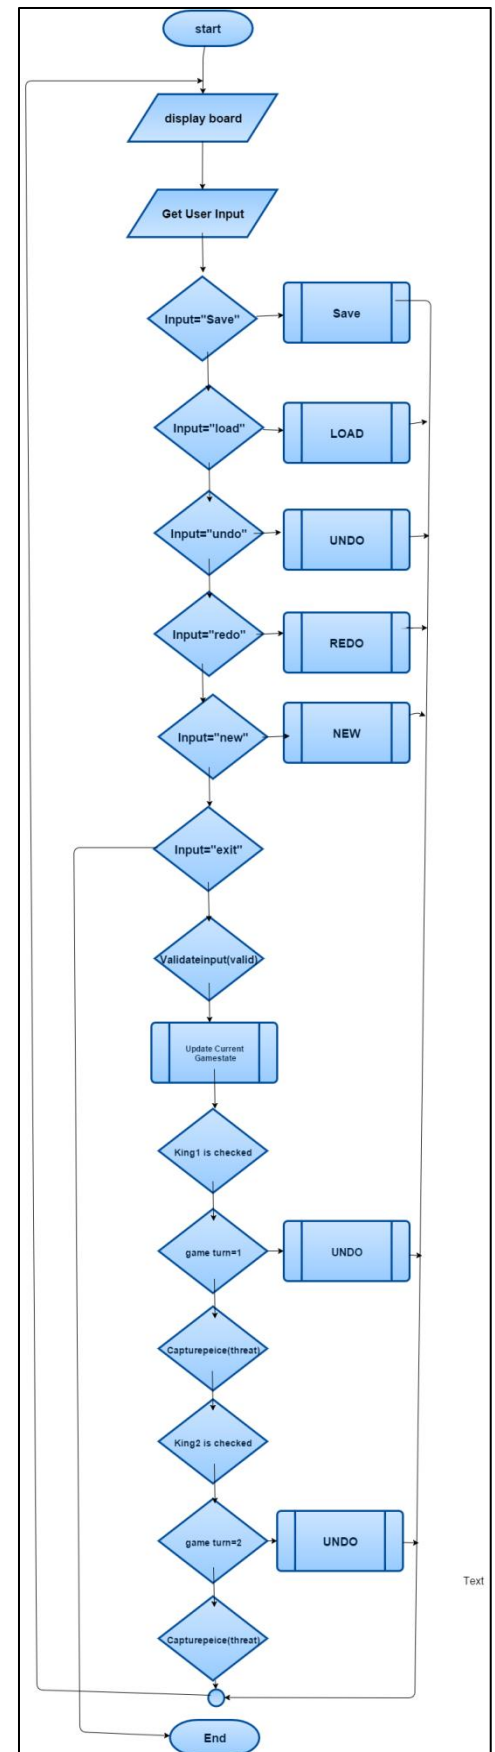 start
display board
Get User Input
Input="Save"
Save
Input="load"
LOAD
Input="undo"
UNDO
Input="redo"
REDO
Input="new"
NEW
Input="exit"
Validateinput(valid)
Update Current
Gamestate
King1 is checked
game turn=1
UNDO
Capturepeice(threat)
King2 is checked
game turn=2
UNDO
Text
Capturepeice(threat)
End